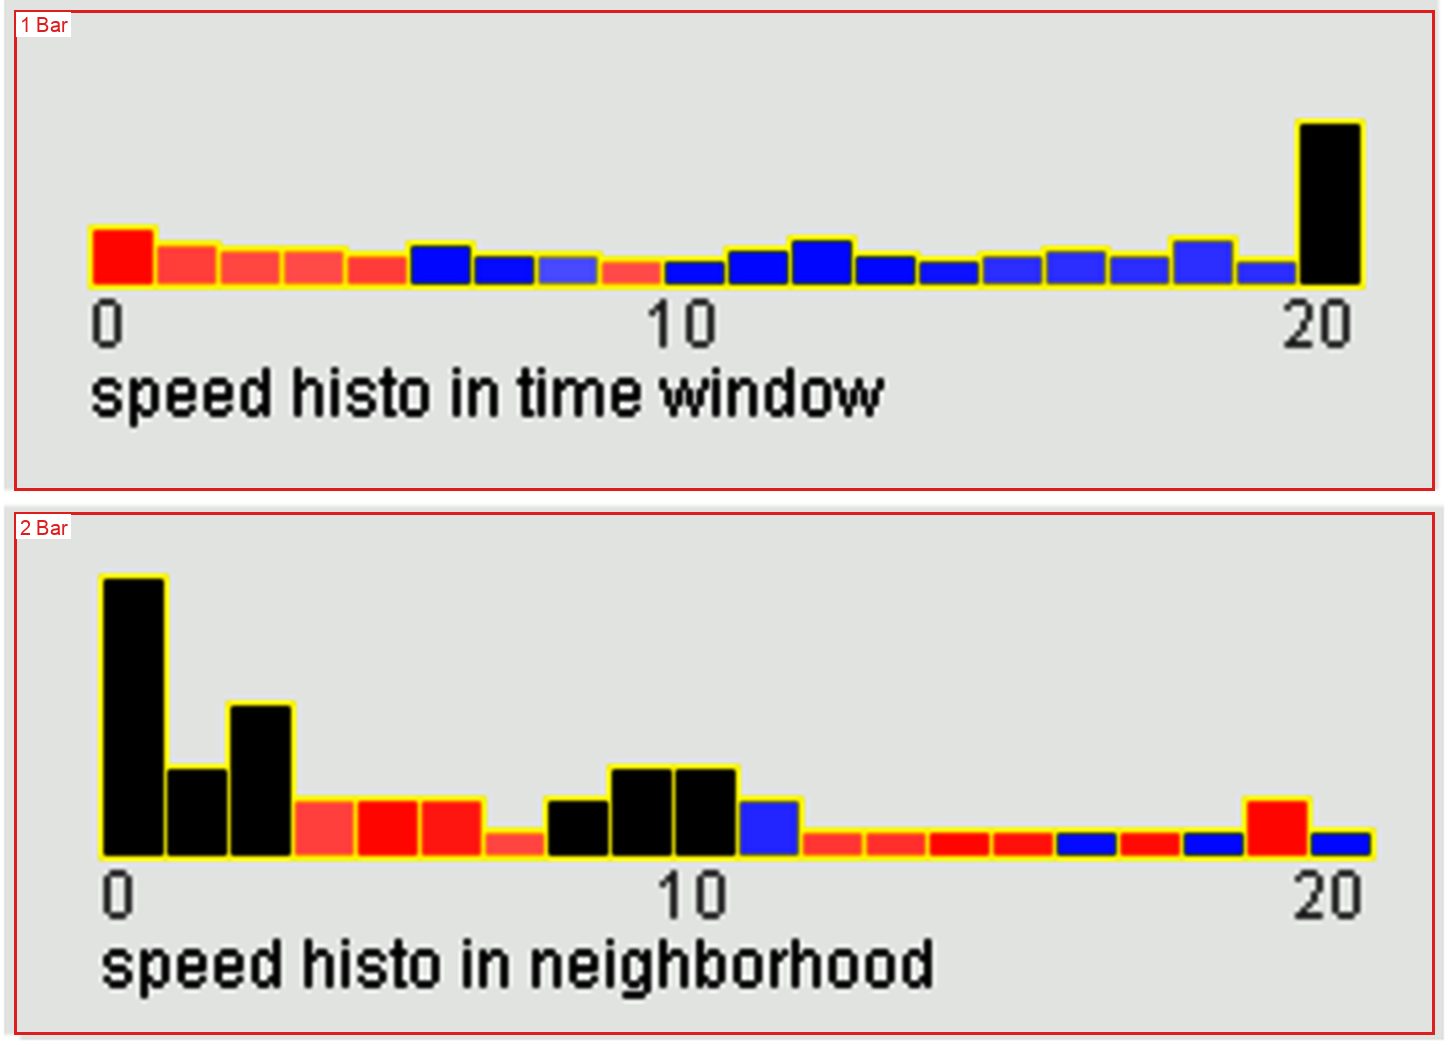 1 Bar
0 10 20
speed histo in time window
2 Bar
0 10 20
speed histo in neighborhood